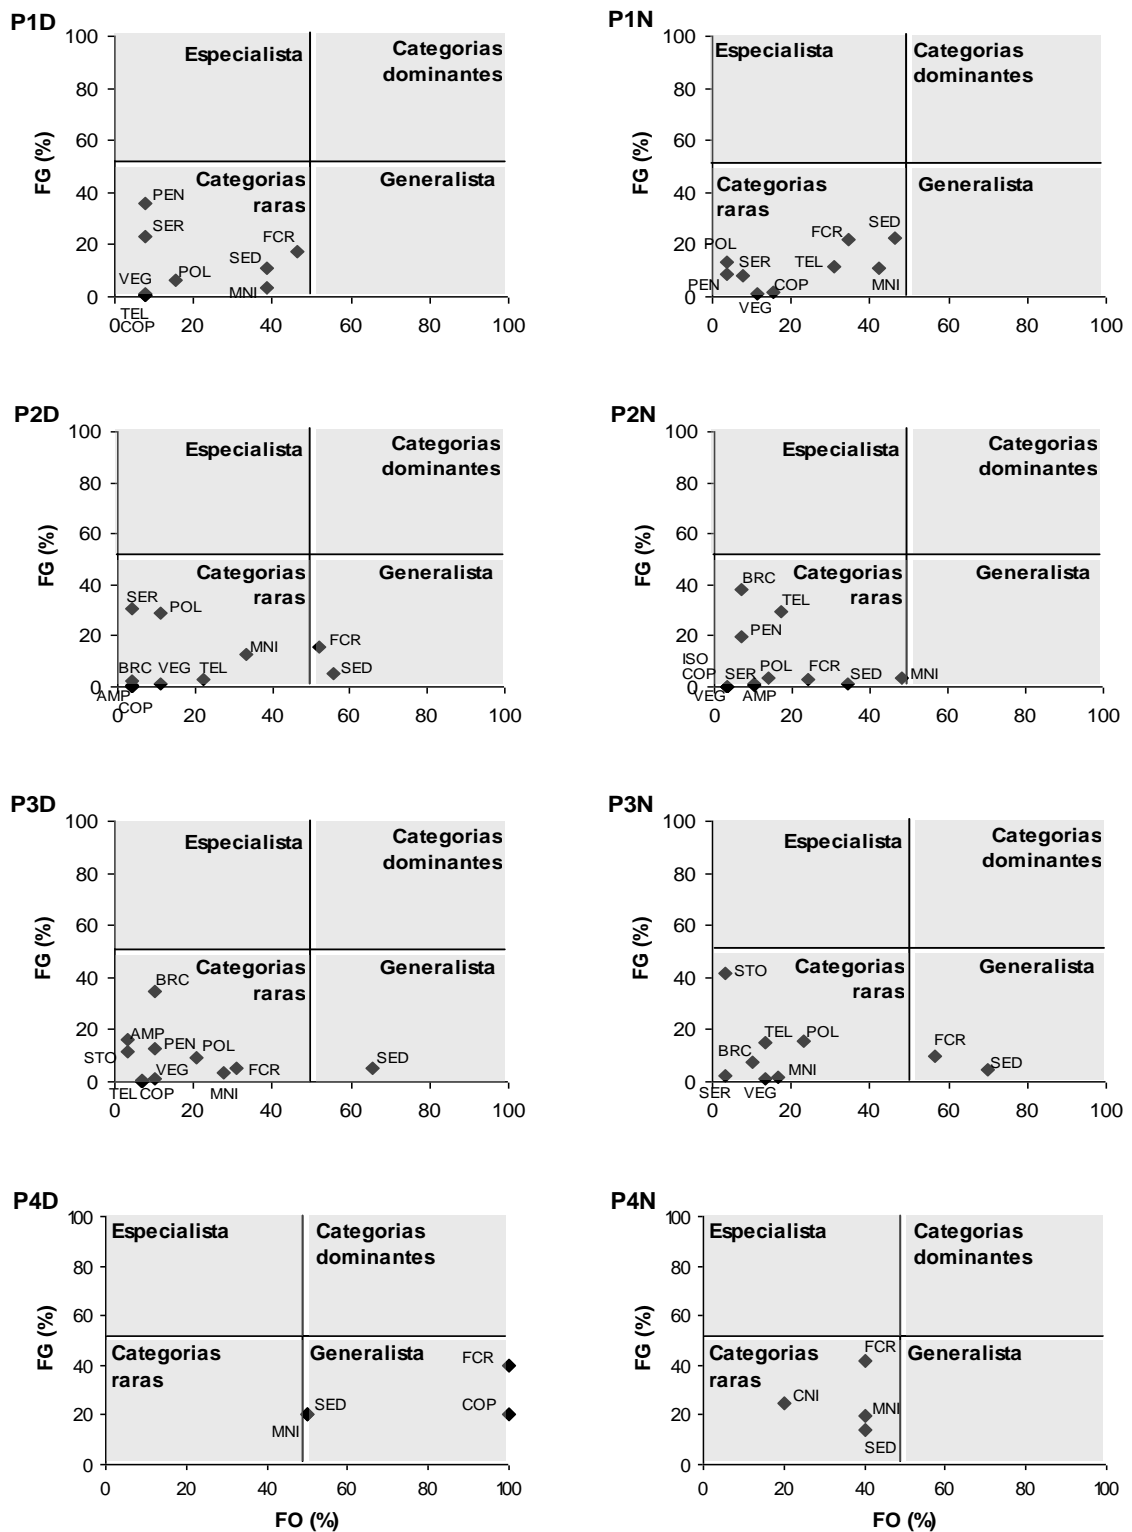 P1D
100
80
60
40
20
0
FG (%)
Especialista
Categorias
dominantes
Categorias
raras
Generalista
PEN
SER
FCR
SED
POL
VEG
MNI
TEL
COP
0 20 40 60 80 100
P1N
100
80
60
40
20
0
FG (%)
Especialista
Categorias
dominantes
Categorias
raras
Generalista
SED
FCR
POL
SER
TEL
PEN
COP
MNI
VEG
0 20 40 60 80 100
P2D
100
80
60
40
20
0
FG (%)
Especialista
Categorias
dominantes
Categorias
raras
Generalista
SER
POL
MNI
FCR
BRC VEG TEL
SED
AMP
COP
0 20 40 60 80 100
P2N
100
80
60
40
20
0
FG (%)
Especialista
Categorias
dominantes
Categorias
raras
Generalista
BRC
TEL
PEN
ISO
POL FCR
COP SER SED MNI
VEG AMP
0 20 40 60 80 100
P3D
100
80
60
40
20
0
FG (%)
Especialista
Categorias
dominantes
Categorias
raras
Generalista
BRC
AMP
PEN POL
STO
SED
VEG FCR
TEL COP MNI
0 20 40 60 80 100
P3N
100
80
60
40
20
0
FG (%)
Especialista
Categorias
dominantes
Categorias
raras
Generalista
STO
TEL POL
FCR
BRC
MNI
SED
SER VEG
0 20 40 60 80 100
P4D
100
80
60
40
20
0
FG (%)
Especialista
Categorias
dominantes
Categorias
raras
Generalista
FCR
SED
COP
MNI
0 20 40 60 80 100
FO (%)
P4N
100
80
60
40
20
0
FG (%)
Especialista
Categorias
dominantes
FCR
Categorias
raras
Generalista
CNI
MNI
SED
0 20 40 60 80 100
FO (%)